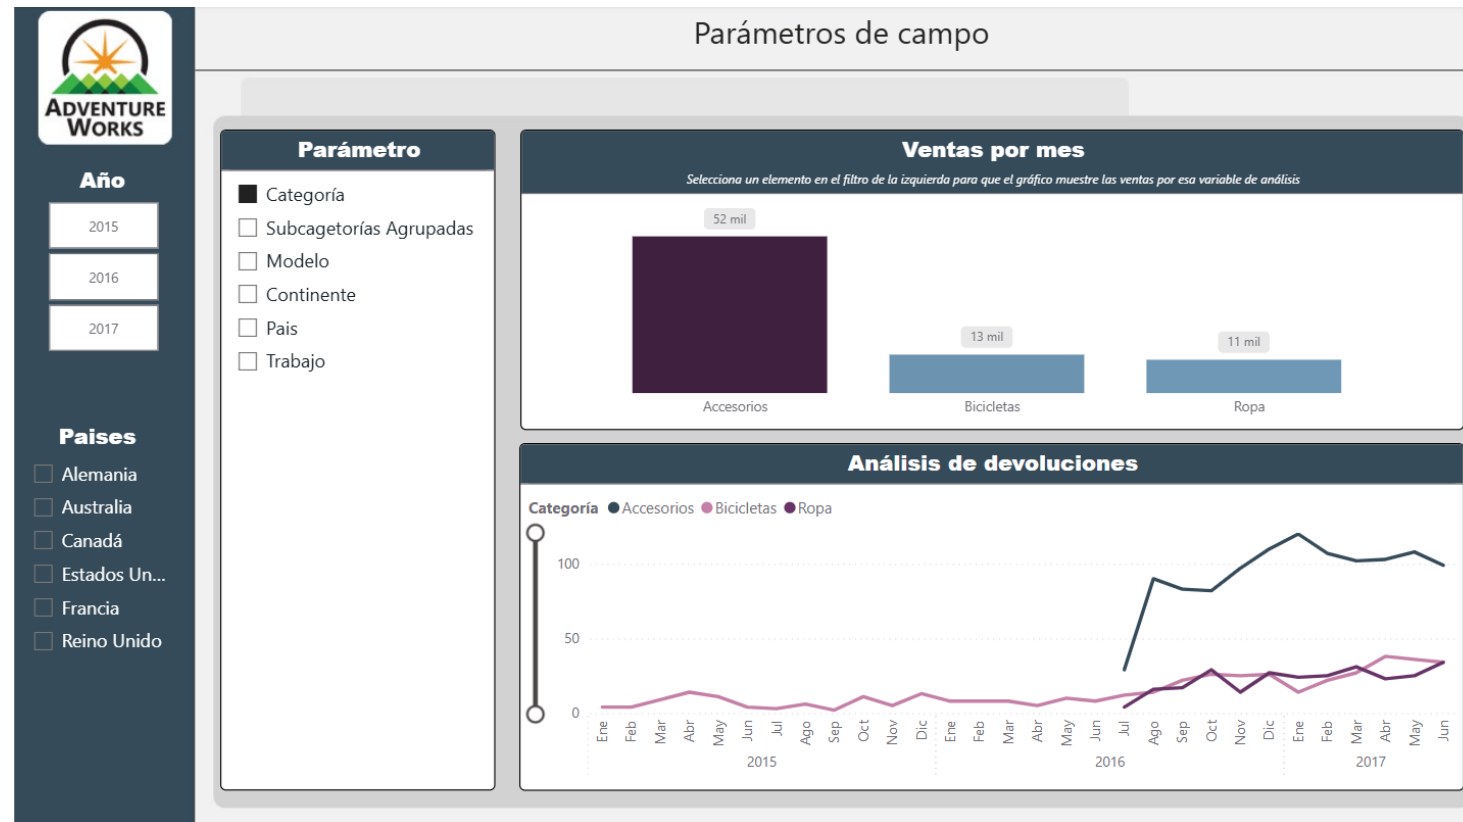 Parámetros de campo
ADVENTURE
WORKS
Año
2015
2016
2017
Paises
Alemania
Australia
Canadá
Estados Un...
Francia
Reino Unido
Parámetro
Categoría
Subcagetorías Agrupadas
Modelo
Continente
Pais
Trabajo
Ventas por mes
Selecciona un elemento en el filtro de la izquierda para que el gráfico muestre las ventas por esa variable de análisis
52 mil
13 mil
11 mil
Accesorios Bicicletas Ropa
Análisis de devoluciones
Categoría Accesorios Bicicletas Ropa
100
50
0
Ene Feb Mar Abr May Jun Jul Ago Sep Oct Nov Dic Ene Feb Mar Abr May Jun Jul Ago Sep Oct Nov Dic Ene Feb Mar Abr May Jun
2015 2016 2017